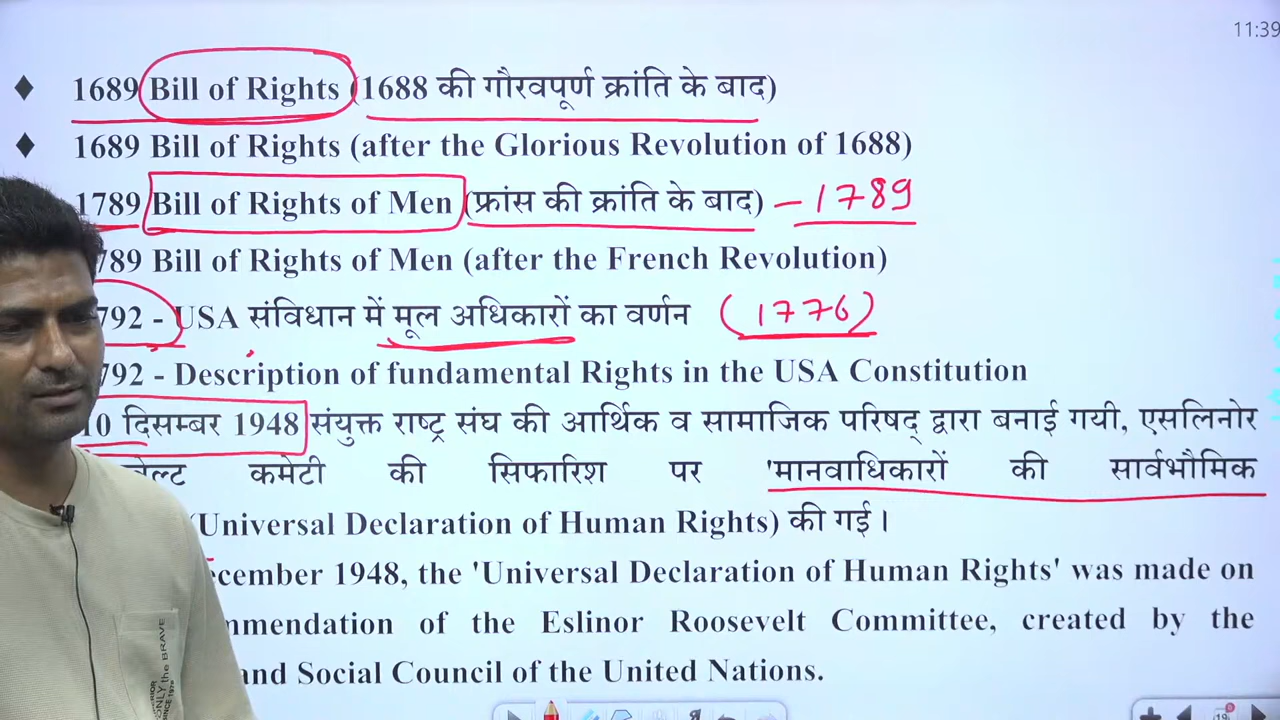 11:39
♦ 1689 Bill of Rights (1688 की गौरवपूर्ण क्रांति के बाद)
♦ 1689 Bill of Rights (after the Glorious Revolution of 1688)
1789 Bill of Rights of Men (फ्रांस की क्रांति के बाद) – 1789
789 Bill of Rights of Men (after the French Revolution)
792 - USA संविधान में मूल अधिकारों का वर्णन (1776)
792 - Description of fundamental Rights in the USA Constitution
10 दिसम्बर 1948 संयुक्त राष्ट्र संघ की आर्थिक व सामाजिक परिषद् द्वारा बनाई गयी, एसलिनोर
कमेटी की सिफारिश पर 'मानवाधिकारों की सार्वभौमिक
(Universal Declaration of Human Rights) की गई।
ecember 1948, the 'Universal Declaration of Human Rights' was made on
mmendation of the Eslinor Roosevelt Committee, created by the
and Social Council of the United Nations.
ONLY the BRAVE